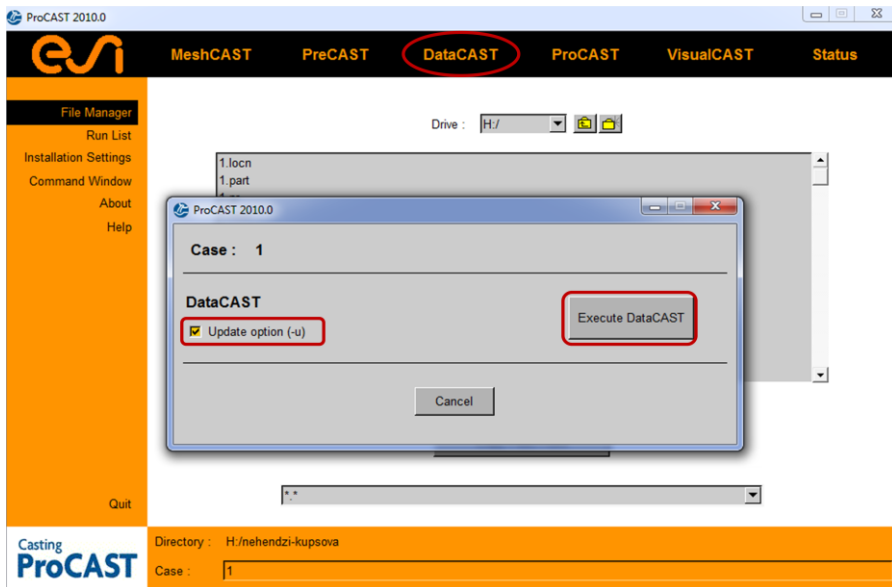 ProCAST 2010.0
esi
MeshCAST PreCAST DataCAST ProCAST VisualCAST Status
File Manager
Run List
Installation Settings
Command Window
About
Help
Quit
Drive : H:/
1.locn
1.part
ProCAST 2010.0
Case : 1
DataCAST
Update option (-u)
Execute DataCAST
Cancel
*.*
Casting
ProCAST
Directory : H:/nehendzi-kupsova
Case : 1